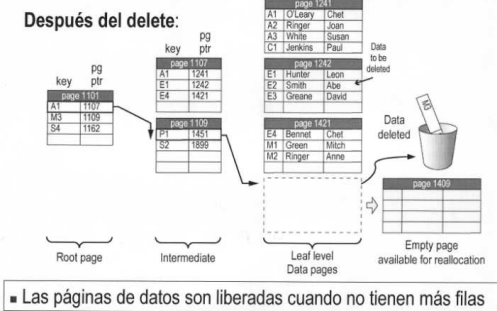 Después del delete:
key pg ptr
page 1101
A1 1107
M3 1109
S4 1162
Root page
key pg ptr
page 1107
A1 1241
E1 1242
E4 1421
page 1109
P1 1451
S2 1899
Intermediate
page 1241
A1 O'Leary Chet
A2 Ringer Joan
A3 White Susan
C1 Jenkins Paul
page 1242
E1 Hunter Leon
E2 Smith Abe
E3 Greane David
Data to be deleted
page 1421
E4 Bennet Chet
M1 Green Mitch
M2 Ringer Anne
Leaf level
Data pages
M3
Data deleted
page 1409
Empty page
available for reallocation
Las páginas de datos son liberadas cuando no tienen más filas